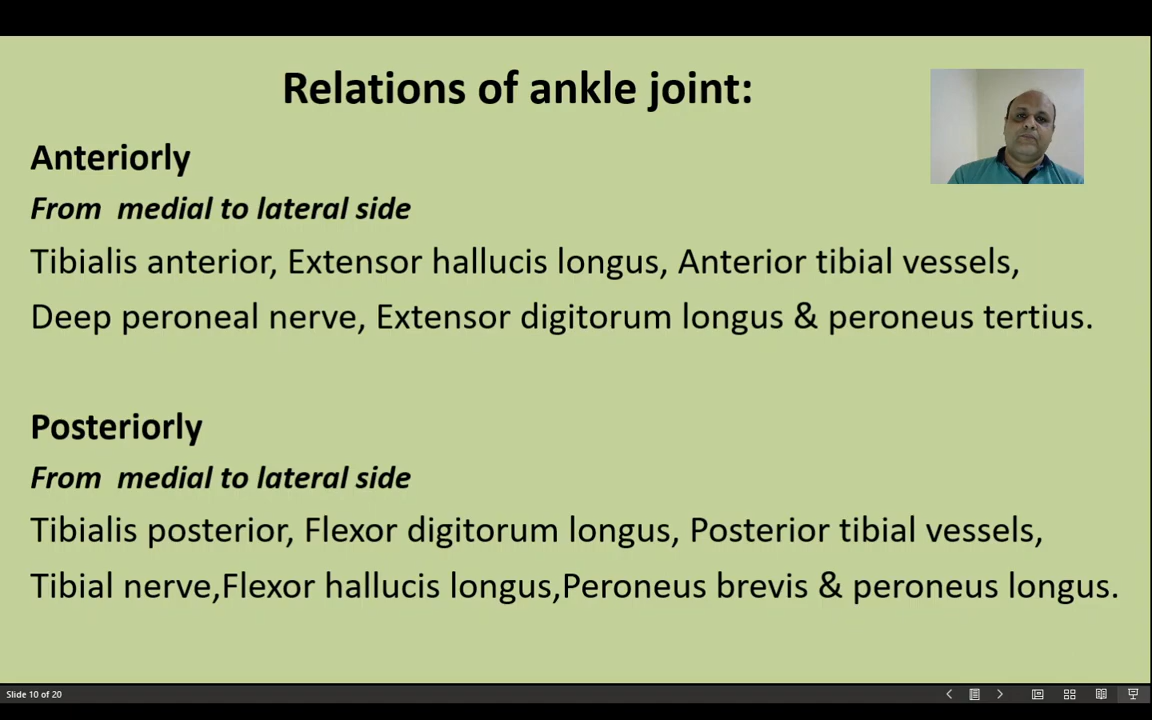 Relations of ankle joint:
Anteriorly
From medial to lateral side
Tibialis anterior, Extensor hallucis longus, Anterior tibial vessels,
Deep peroneal nerve, Extensor digitorum longus & peroneus tertius.
Posteriorly
From medial to lateral side
Tibialis posterior, Flexor digitorum longus, Posterior tibial vessels,
Tibial nerve,Flexor hallucis longus,Peroneus brevis & peroneus longus.
Slide 10 of 20